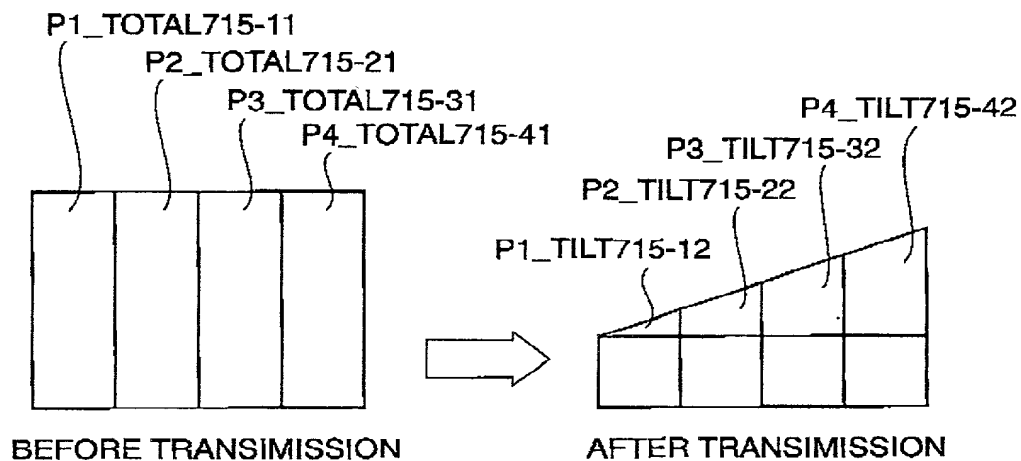 P1_TOTAL715-11
P2_TOTAL715-21
P3_TOTAL715-31
P4_TOTAL715-41
P4_TILT715-42
P3_TILT715-32
P2_TILT715-22
P1_TILT715-12
BEFORE TRANSIMISSION
AFTER TRANSIMISSION